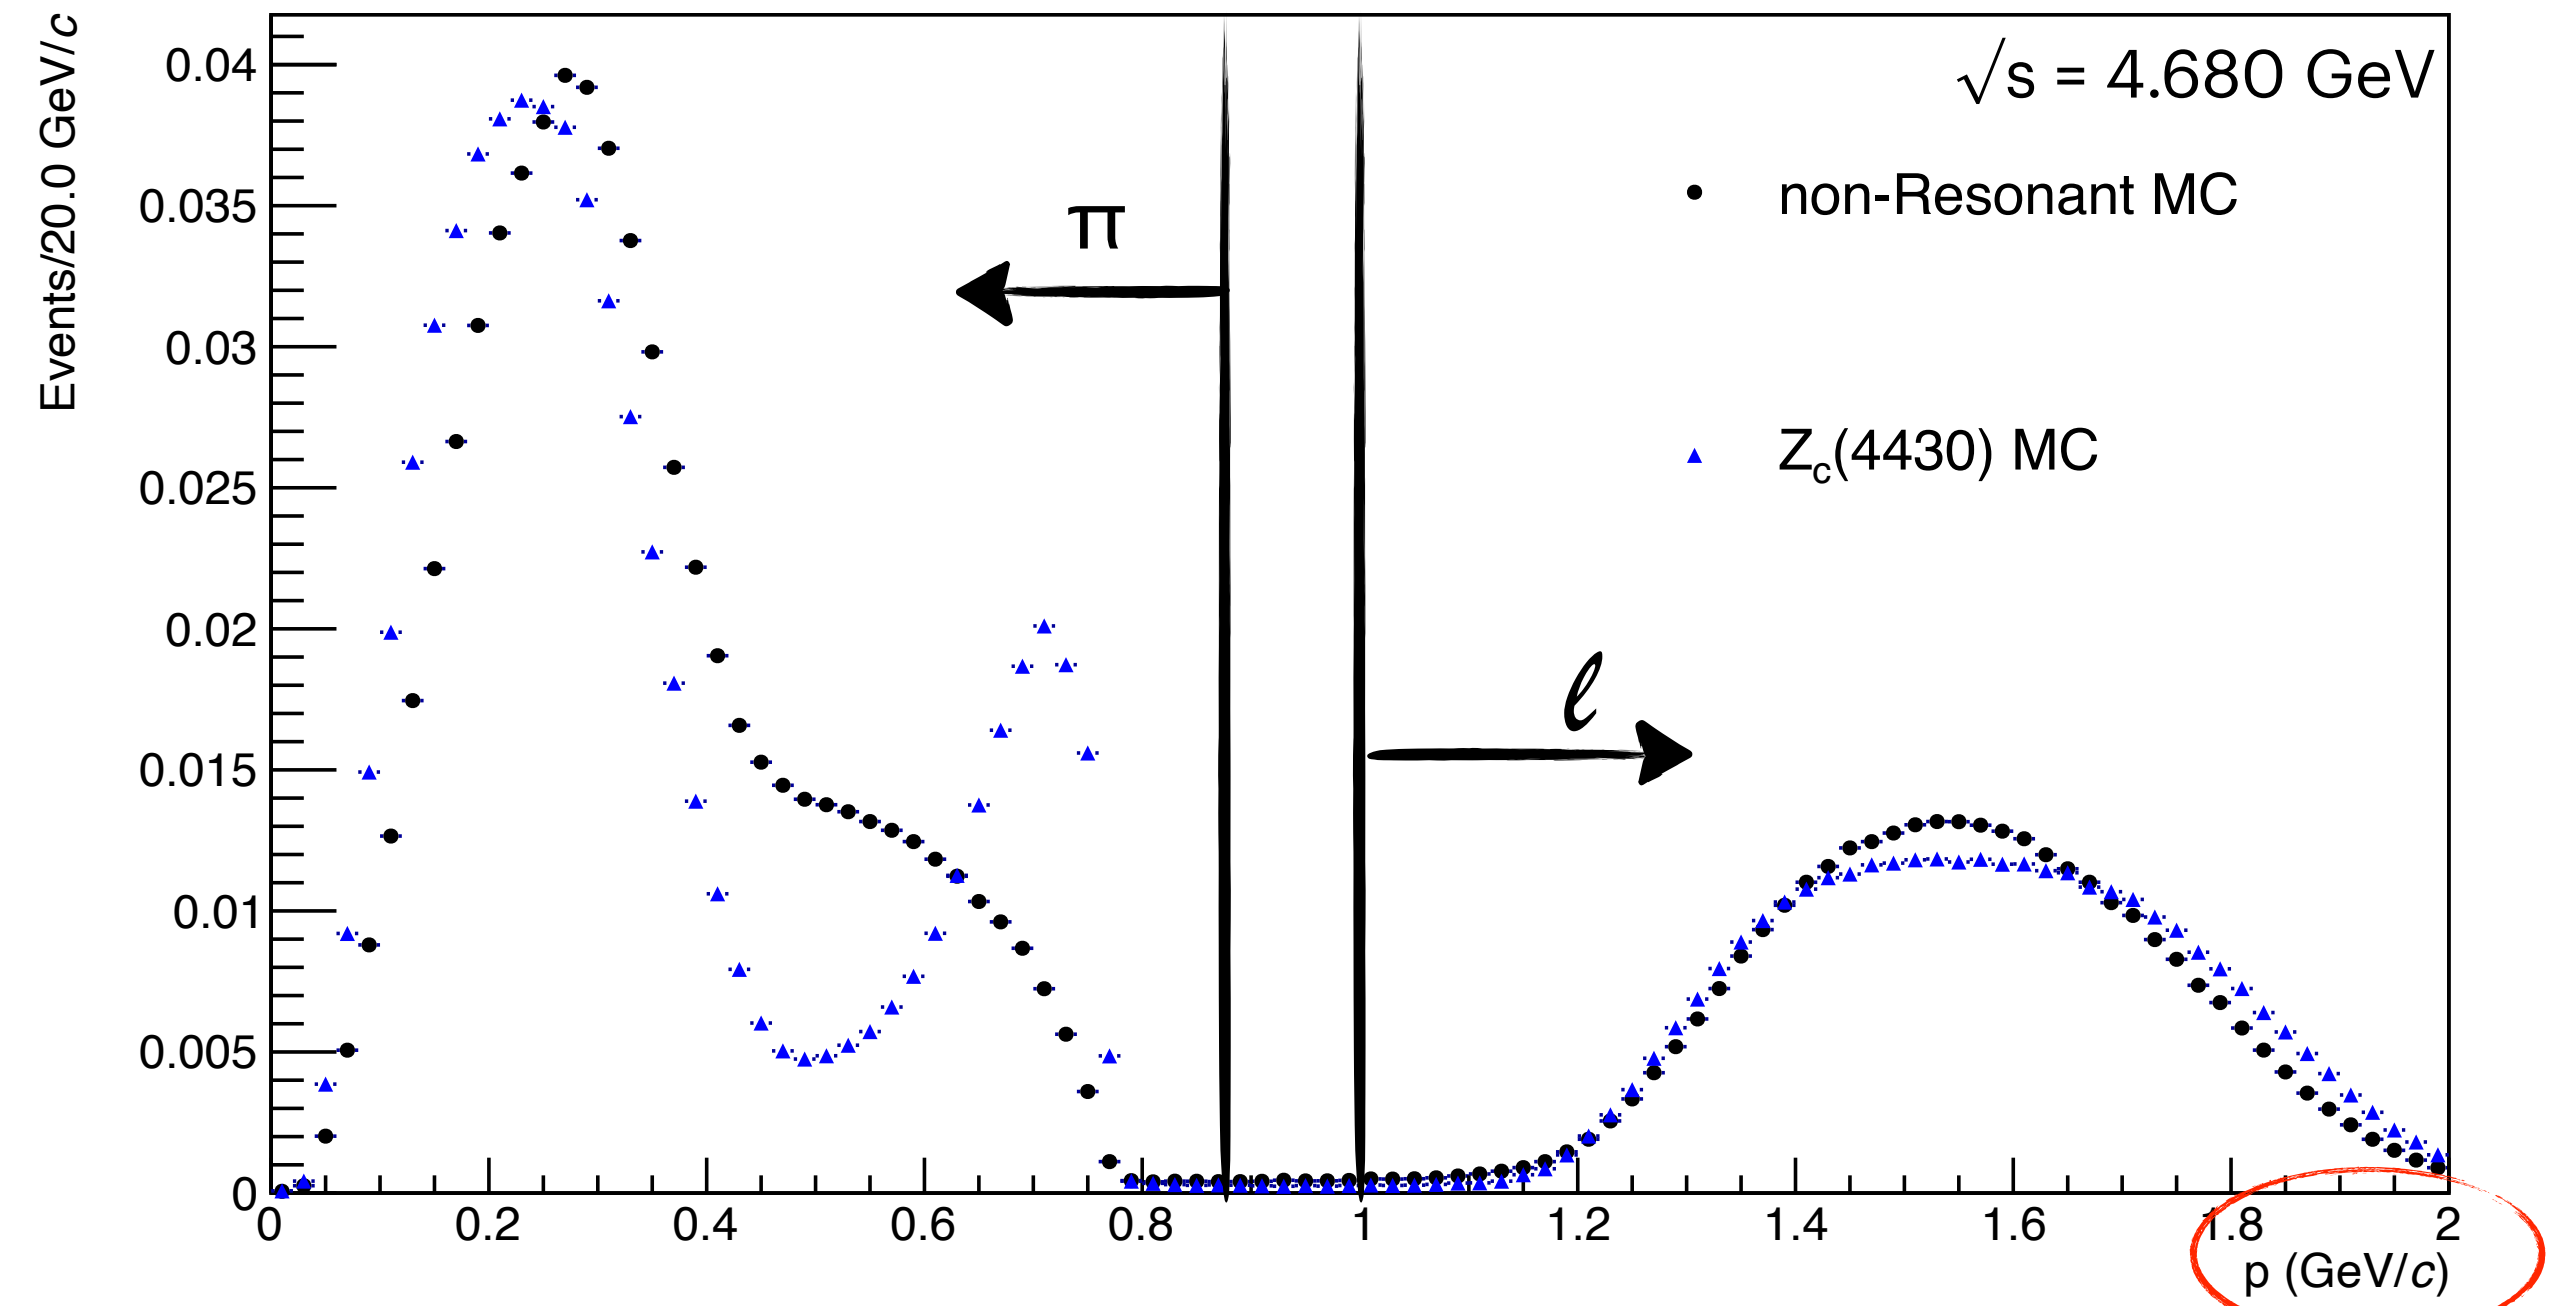 Events/20.0 GeV/c
0.04
0.035
0.03
0.025
0.02
0.015
0.01
0.005
0
√s = 4.680 GeV
non-Resonant MC
Zc(4430) MC
π
ℓ
0 0.2 0.4 0.6 0.8 1 1.2 1.4 1.6 1.8 2
p (GeV/c)